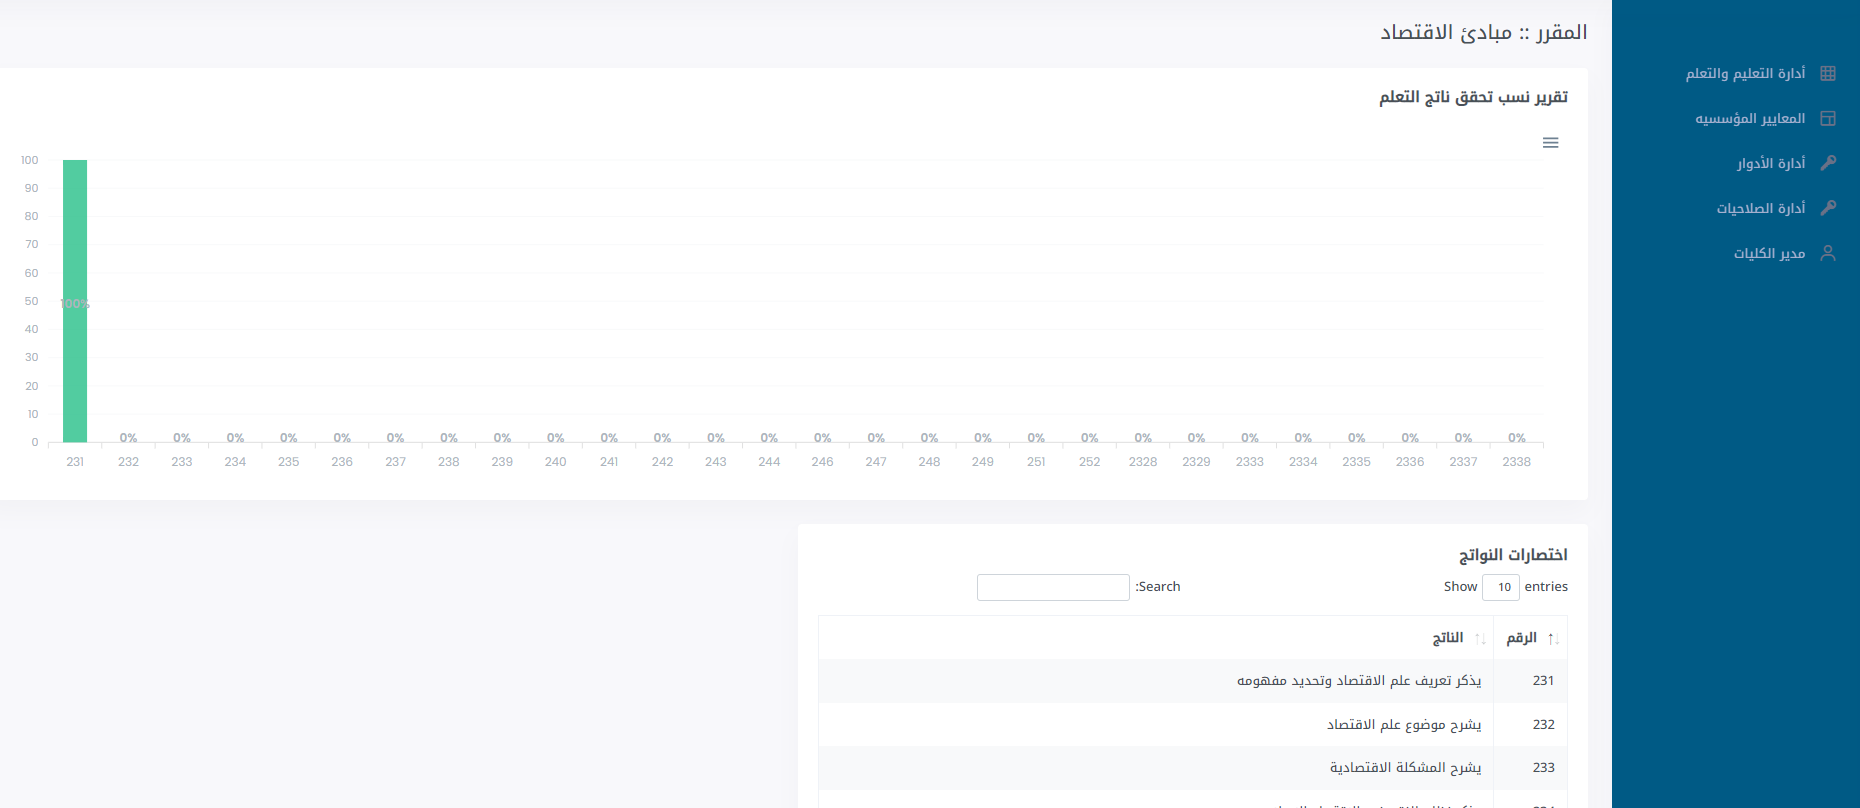 المقرر :: مبادئ الاقتصاد
أدارة التعليم والتعلم
المعايير المؤسسيه
أدارة الأدوار
أدارة الصلاحيات
مدير الكليات
تقرير نسب تحقق ناتج التعلم
100
90
80
70
60
50
40
30
20
10
0
100%
0% 0% 0% 0% 0% 0% 0% 0% 0% 0% 0% 0% 0% 0% 0% 0% 0% 0% 0% 0% 0% 0% 0% 0% 0% 0% 0%
231 232 233 234 235 236 237 238 239 240 241 242 243 244 246 247 248 249 251 252 2328 2329 2333 2334 2335 2336 2337 2338
اختصارات النواتج
Show 10 entries
Search:
الرقم الناتج
231 يذكر تعريف علم الاقتصاد وتحديد مفهومه
232 يشرح موضوع علم الاقتصاد
233 يشرح المشكلة الاقتصادية